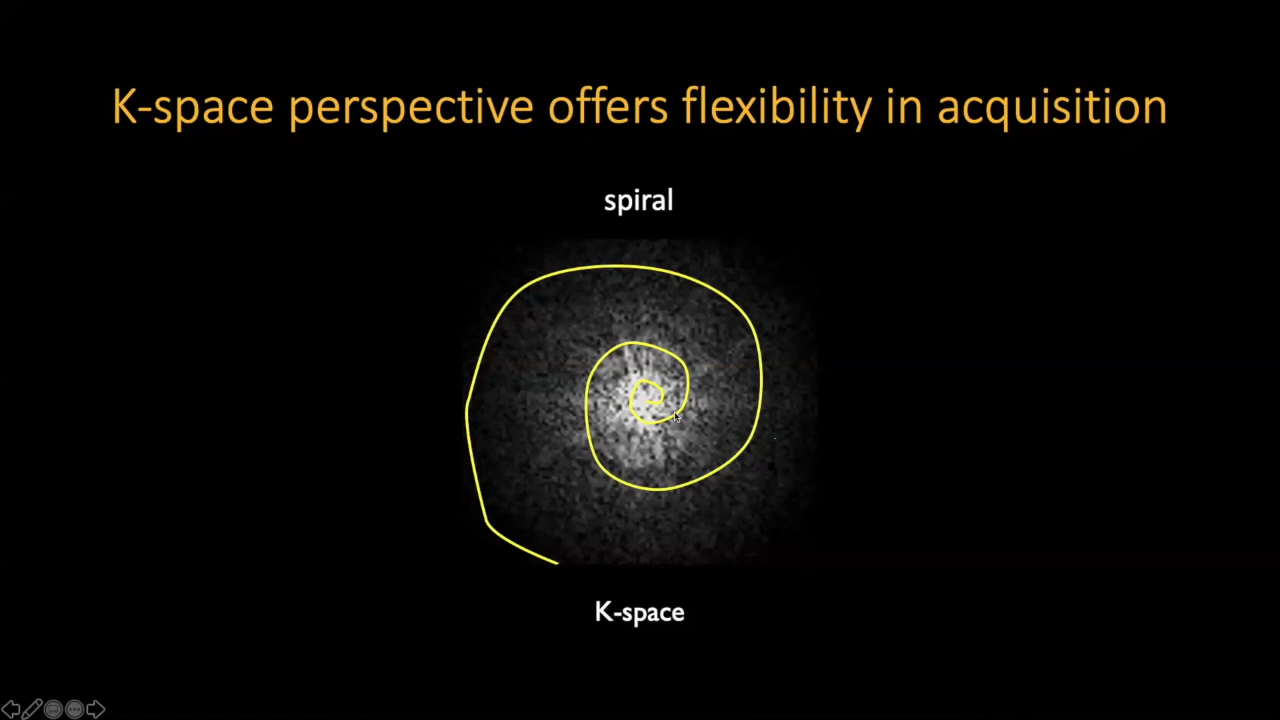 K-space perspective offers flexibility in acquisition
spiral
K-space